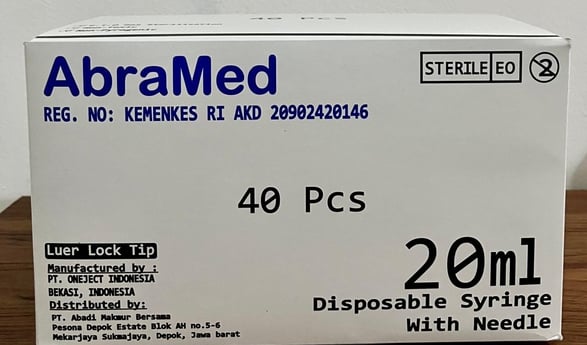 40 Pcs
AbraMed
STERILE EO
2
REG. NO: KEMENKES RI AKD 20902420146
40 Pcs
Luer Lock Tip
Manufactured by :
PT. ONEJECT INDONESIA
BEKASI, INDONESIA
Distributed by:
PT. Abadi Makmur Bersama
Pesona Depok Estate Blok AH no.5-6
Mekarjaya Sukmajaya, Depok, Jawa barat
20ml
Disposable Syringe
With Needle